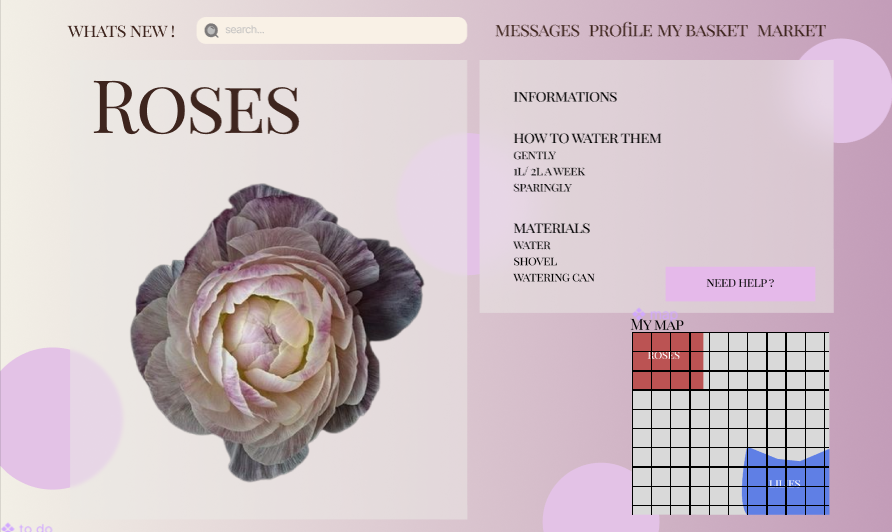 WHATS NEW !
search...
MESSAGES PROfiLE MY BASKET MARKET
ROSES
INFORMATIONS
HOW TO WATER THEM
GENTLY
1L/ 2L A WEEK
SPARINGLY
MATERIALS
WATER
SHOVEL
WATERING CAN
NEED HELP ?
MY MAP
ROSES
LILIES
to do